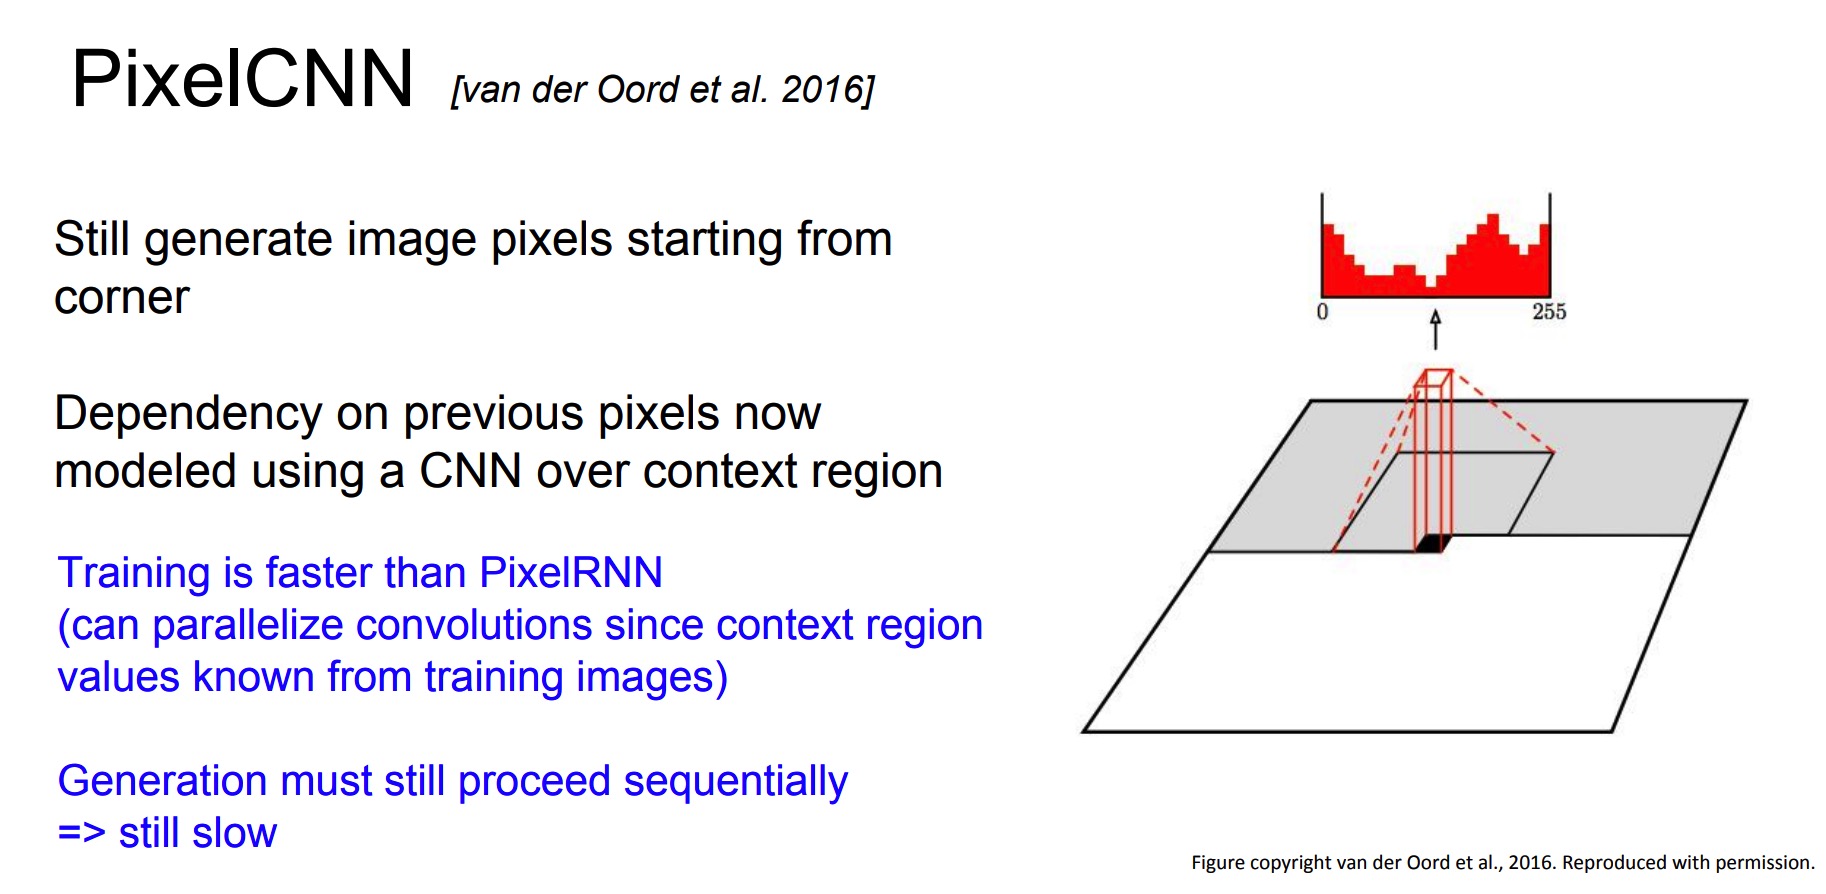 PixelCNN [van der Oord et al. 2016]
Still generate image pixels starting from
corner
Dependency on previous pixels now
modeled using a CNN over context region
Training is faster than PixelRNN
(can parallelize convolutions since context region
values known from training images)
Generation must still proceed sequentially
=> still slow
0 255
Figure copyright van der Oord et al., 2016. Reproduced with permission.